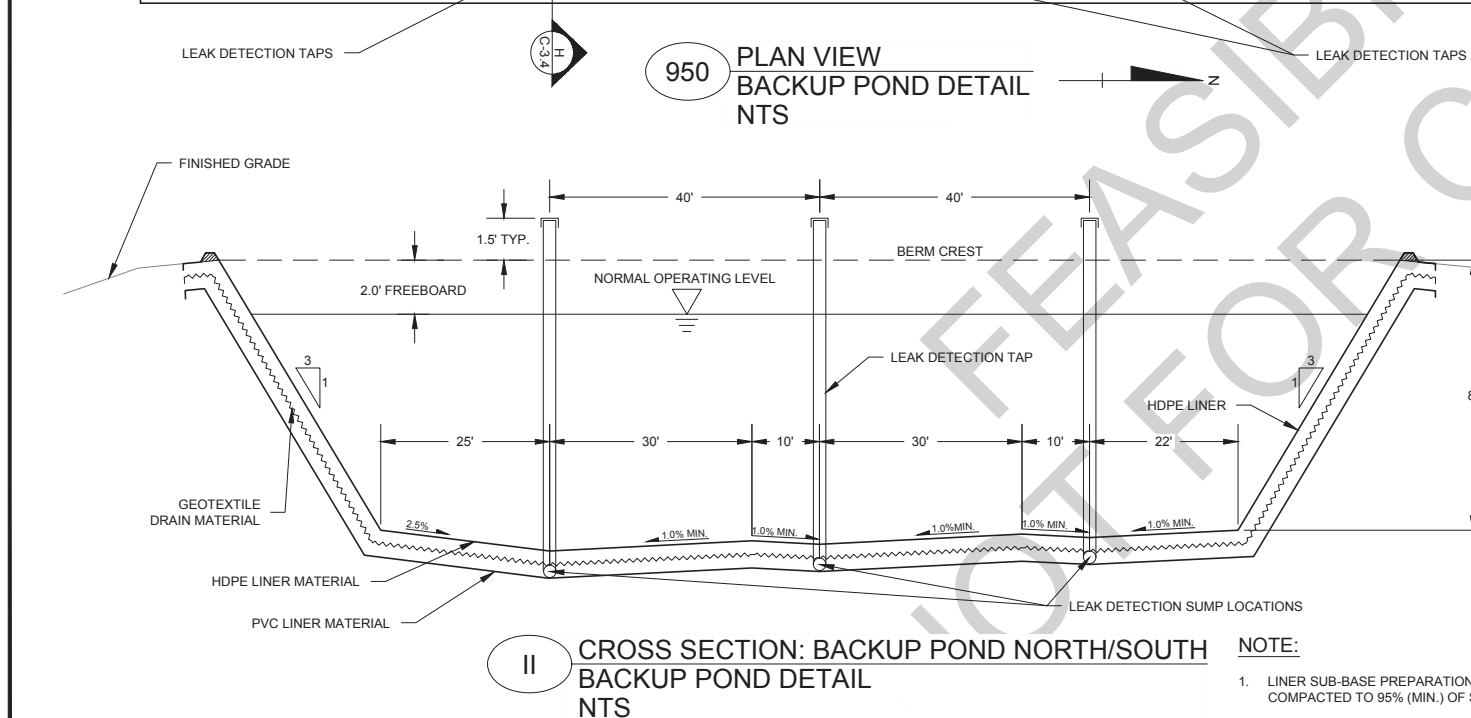 LEAK DETECTION TAPS
H
C-3.4
950
PLAN VIEW
BACKUP POND DETAIL
NTS
N
LEAK DETECTION TAPS
FINISHED GRADE
40'
40'
1.5' TYP.
BERM CREST
2.0' FREEBOARD
NORMAL OPERATING LEVEL
LEAK DETECTION TAP
3
1
3
1
HDPE LINER
8
25'
30'
10'
30'
10'
22'
GEOTEXTILE
DRAIN MATERIAL
2.5%
1.0% MIN.
1.0% MIN.
1.0%MIN.
1.0% MIN.
1.0% MIN.
HDPE LINER MATERIAL
PVC LINER MATERIAL
LEAK DETECTION SUMP LOCATIONS
II
CROSS SECTION: BACKUP POND NORTH/SOUTH
BACKUP POND DETAIL
NTS
NOTE:
1. LINER SUB-BASE PREPARATION
COMPACTED TO 95% (MIN.) OF
FEASIB
NOT FOR C